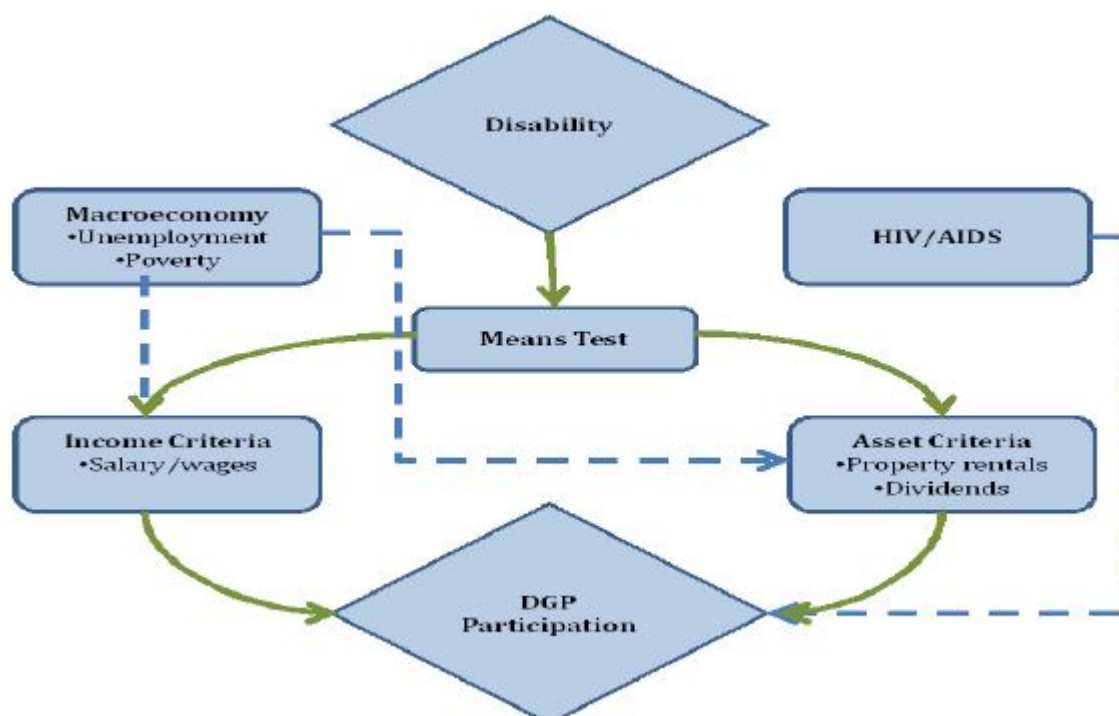 Disability
Macroeconomy
•Unemployment
•Poverty
HIV/AIDS
Means Test
Income Criteria
•Salary/wages
Asset Criteria
•Property rentals
•Dividends
DGP
Participation